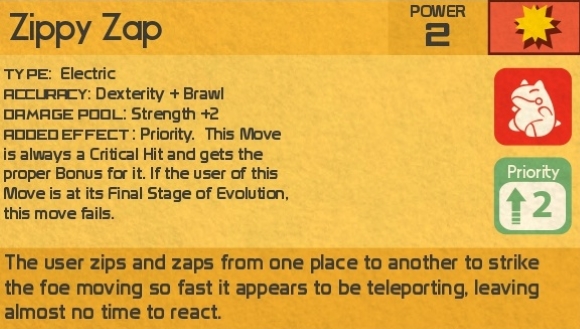 Zippy Zap
POWER
2
TYPE: Electric
ACCURACY: Dexterity + Brawl
DAMAGE POOL: Strength +2
ADDED EFFECT: Priority. This Move
is always a Critical Hit and gets the
proper Bonus for it. If the user of this
Move is at its Final Stage of Evolution,
this move fails.
Priority
2
The user zips and zaps from one place to another to strike
the foe moving so fast it appears to be teleporting, leaving
almost no time to react.